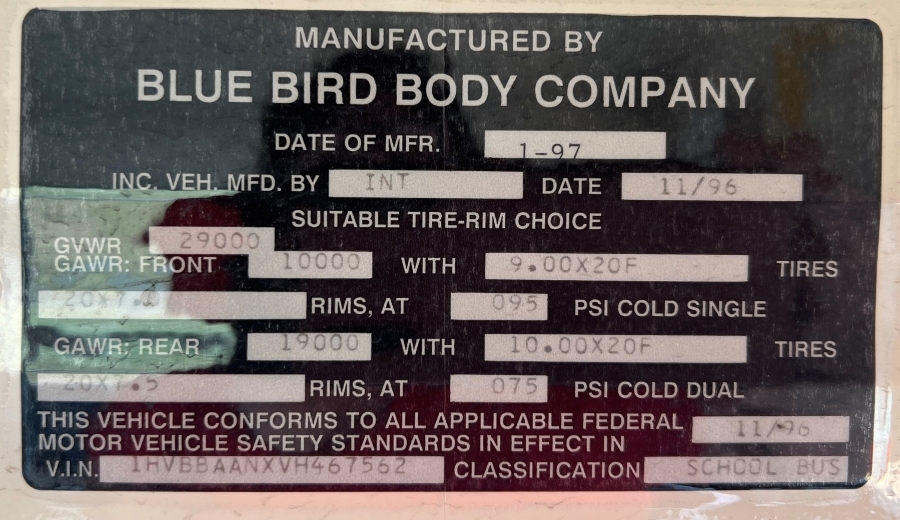 MANUFACTURED BY
BLUE BIRD BODY COMPANY
DATE OF MFR. 1-97
INC. VEH. MFD. BY INT DATE 11/96
SUITABLE TIRE-RIM CHOICE
GVWR 29000
GAWR: FRONT 10000 WITH 9.00X20F TIRES
20X7.0 RIMS, AT 095 PSI COLD SINGLE
GAWR: REAR 19000 WITH 10.00X20F TIRES
20X7.5 RIMS, AT 075 PSI COLD DUAL
THIS VEHICLE CONFORMS TO ALL APPLICABLE FEDERAL 11/96
MOTOR VEHICLE SAFETY STANDARDS IN EFFECT IN
V.I.N. 1HVBBAANXVH467562 CLASSIFICATION SCHOOL BUS